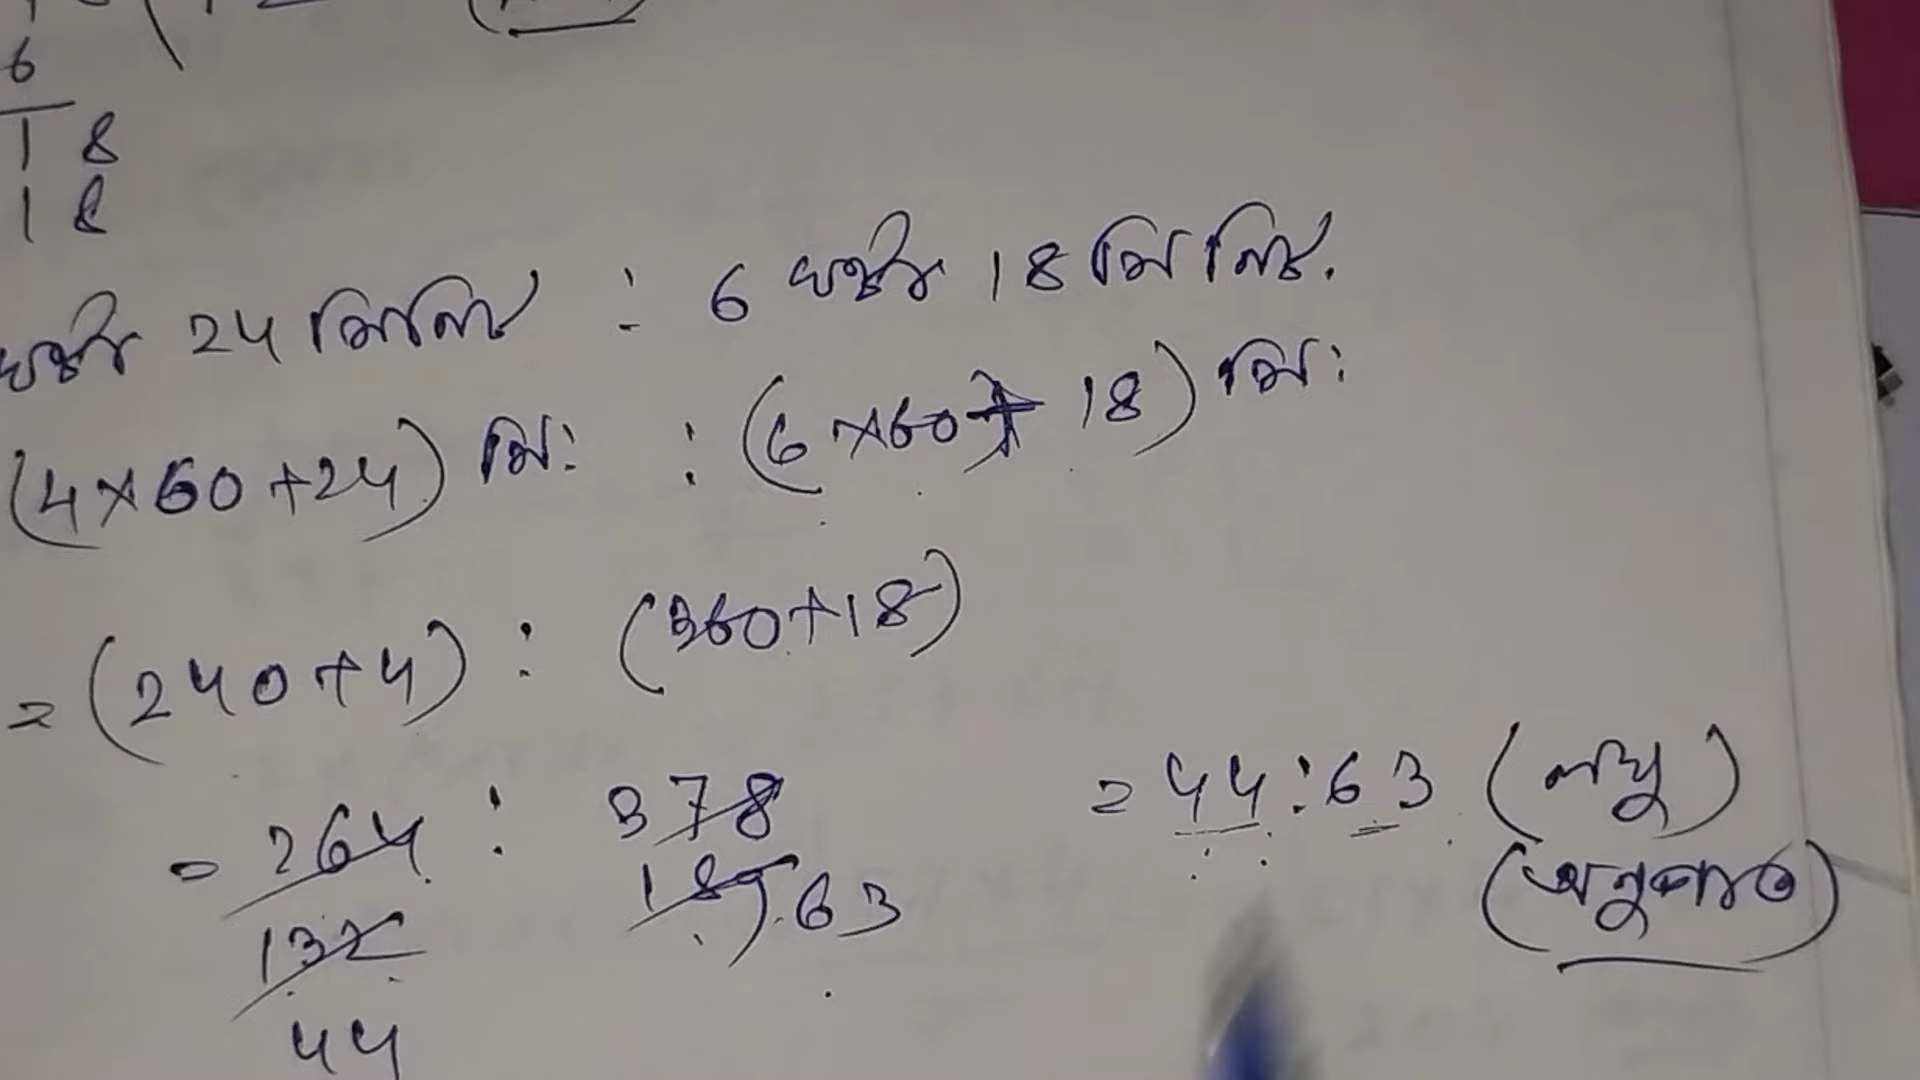 6
18
18
ঘন্টা 24 মিনিট : 6 ঘন্টা 18 মিনিট.
(4×60+24) মি: : (6×60+ 18) মি:
= (240+4) : (360+18)
= 264 : 378 = 44:63 (লঘু)
132 189 63 (অনুপাত)
44